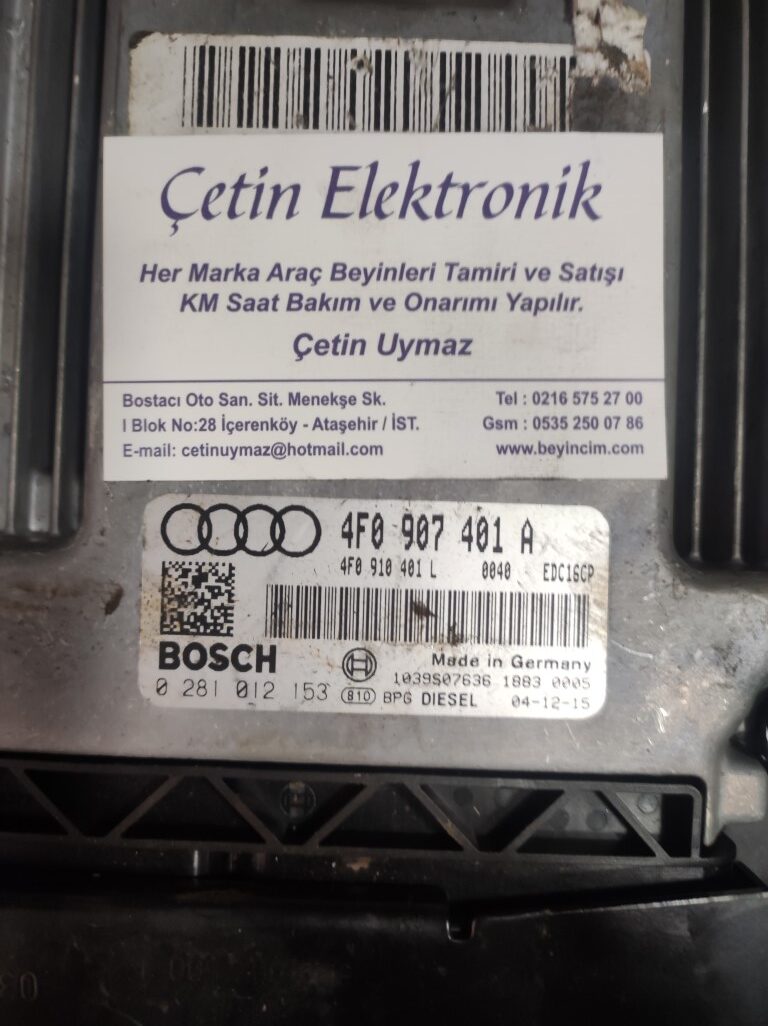 Çetin Elektronik
Her Marka Araç Beyinleri Tamiri ve Satışı
KM Saat Bakım ve Onarımı Yapılır.
Çetin Uymaz
Bostacı Oto San. Sit. Menekşe Sk.
I Blok No:28 İçerenköy - Ataşehir / İST.
E-mail: cetinuymaz@hotmail.com
Tel : 0216 575 27 00
Gsm : 0535 250 07 86
www.beyincim.com
4F0 907 401 A
4F0 910 401 L 0040 EDC16CP
BOSCH
Made in Germany
1039S07636 1883 0005
0 281 012 153 810 BPG DIESEL 04-12-15